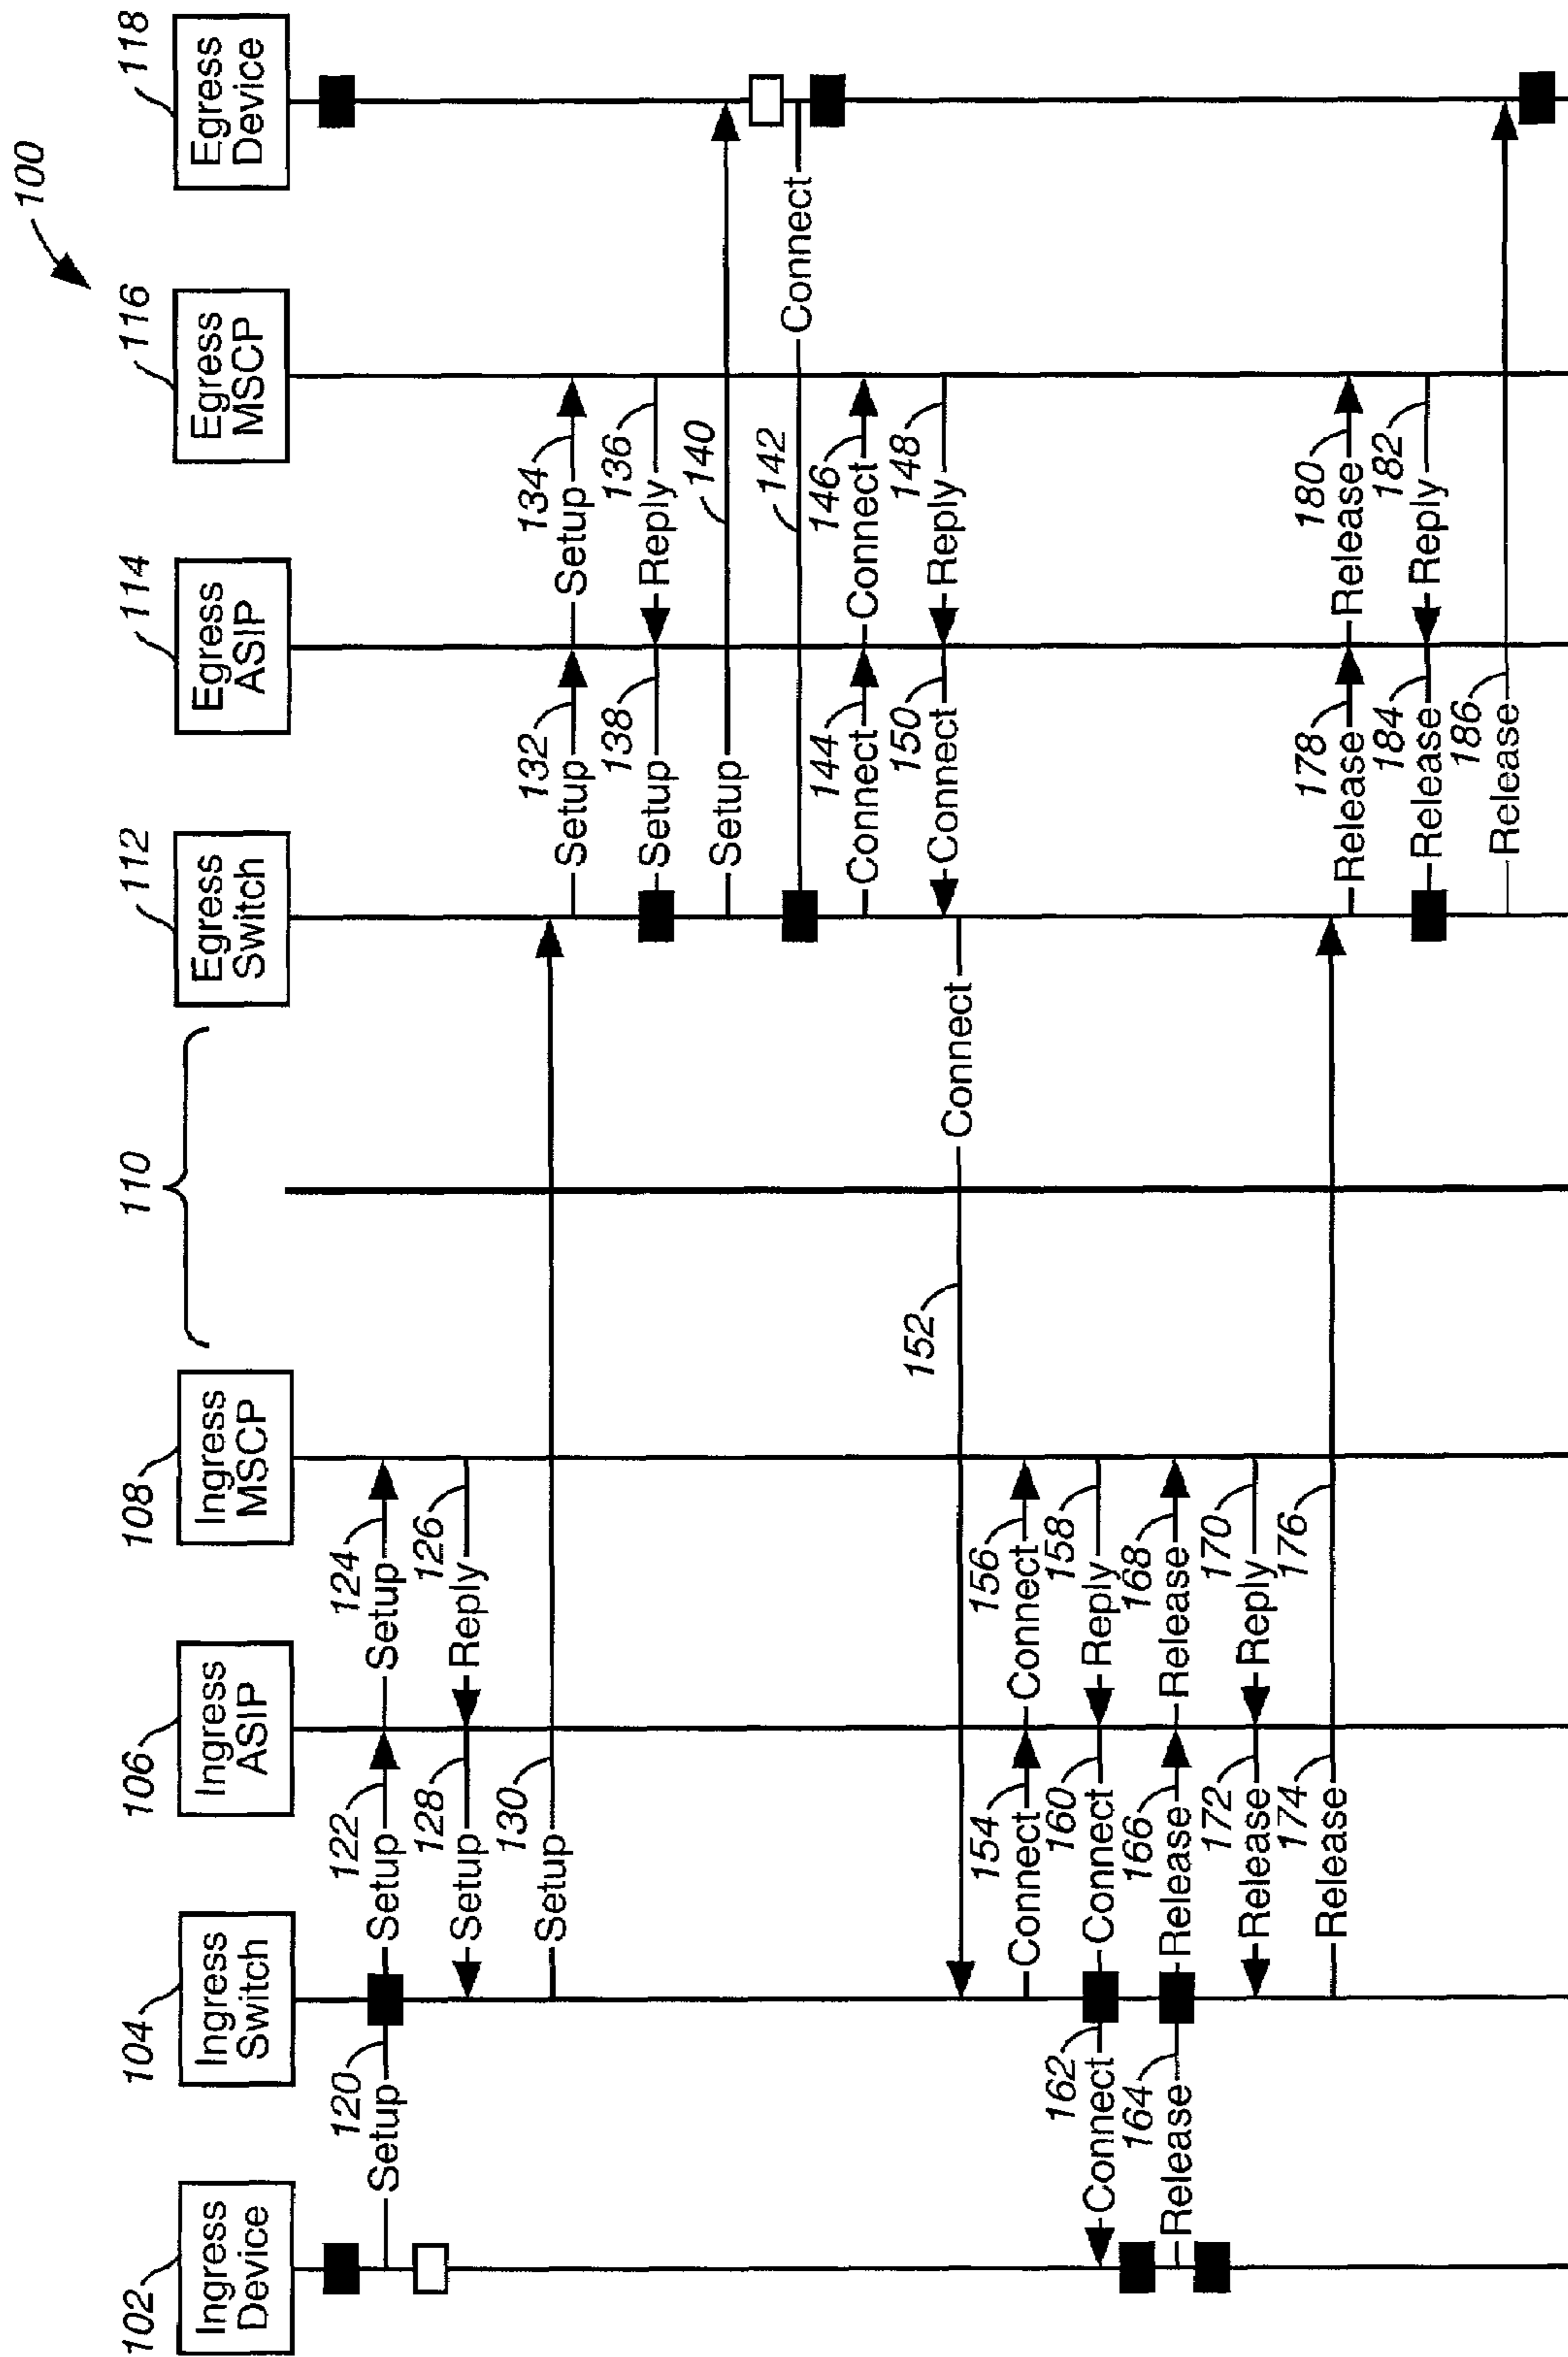 100
102
Ingress
Device
104
Ingress
Switch
106
Ingress
ASIP
108
Ingress
MSCP
110
112
Egress
Switch
114
Egress
ASIP
116
Egress
MSCP
118
Egress
Device
120
Setup
122
Setup
124
Setup
126
Reply
128
Setup
130
Setup
132
Setup
134
Setup
136
Reply
138
Setup
140
Setup
142
Connect
144
Connect
146
Connect
148
Reply
150
Connect
152
Connect
154
Connect
156
Connect
158
Reply
160
Connect
162
Connect
164
Release
166
Release
168
Release
170
Reply
172
Release
174
Release
176
178
Release
180
Release
182
Reply
184
Release
186
Release